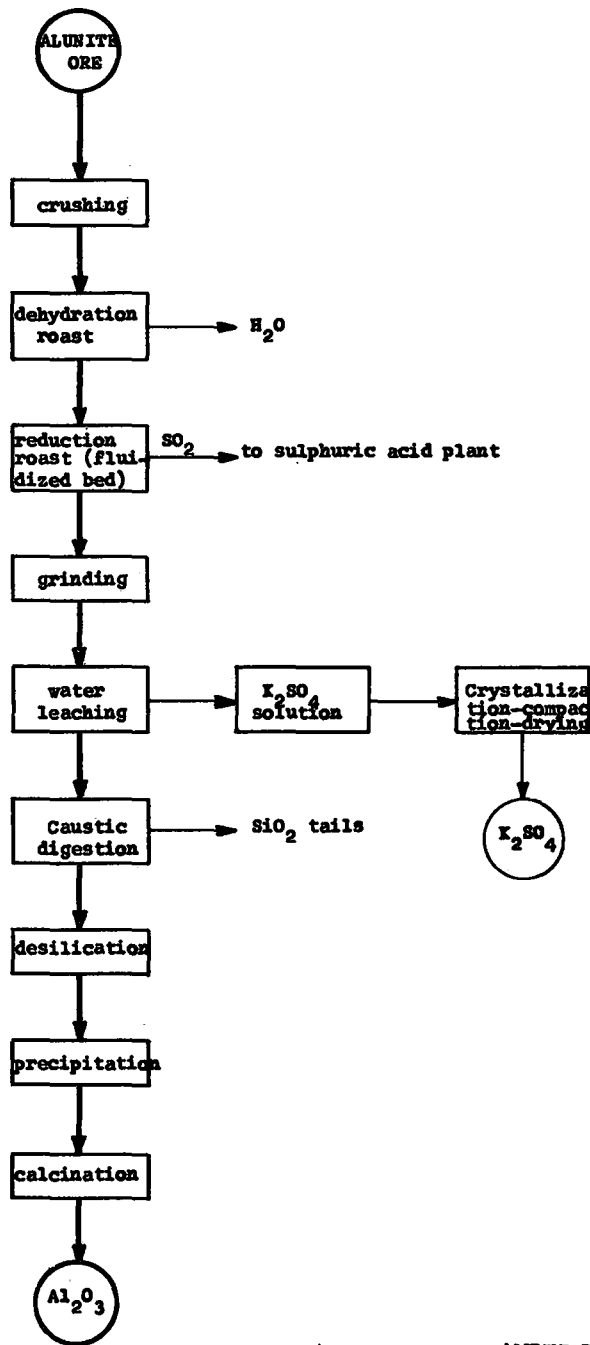 ALUNITE
ORE
crushing
dehydration
roast
H2O
reduction
roast (flui-
dized bed)
SO2
to sulphuric acid plant
grinding
water
leaching
K2SO4
solution
Crystalliza
tion-compac
tion-drying
K2SO4
Caustic
digestion
SiO2 tails
desilication
precipitation
calcination
Al2O3